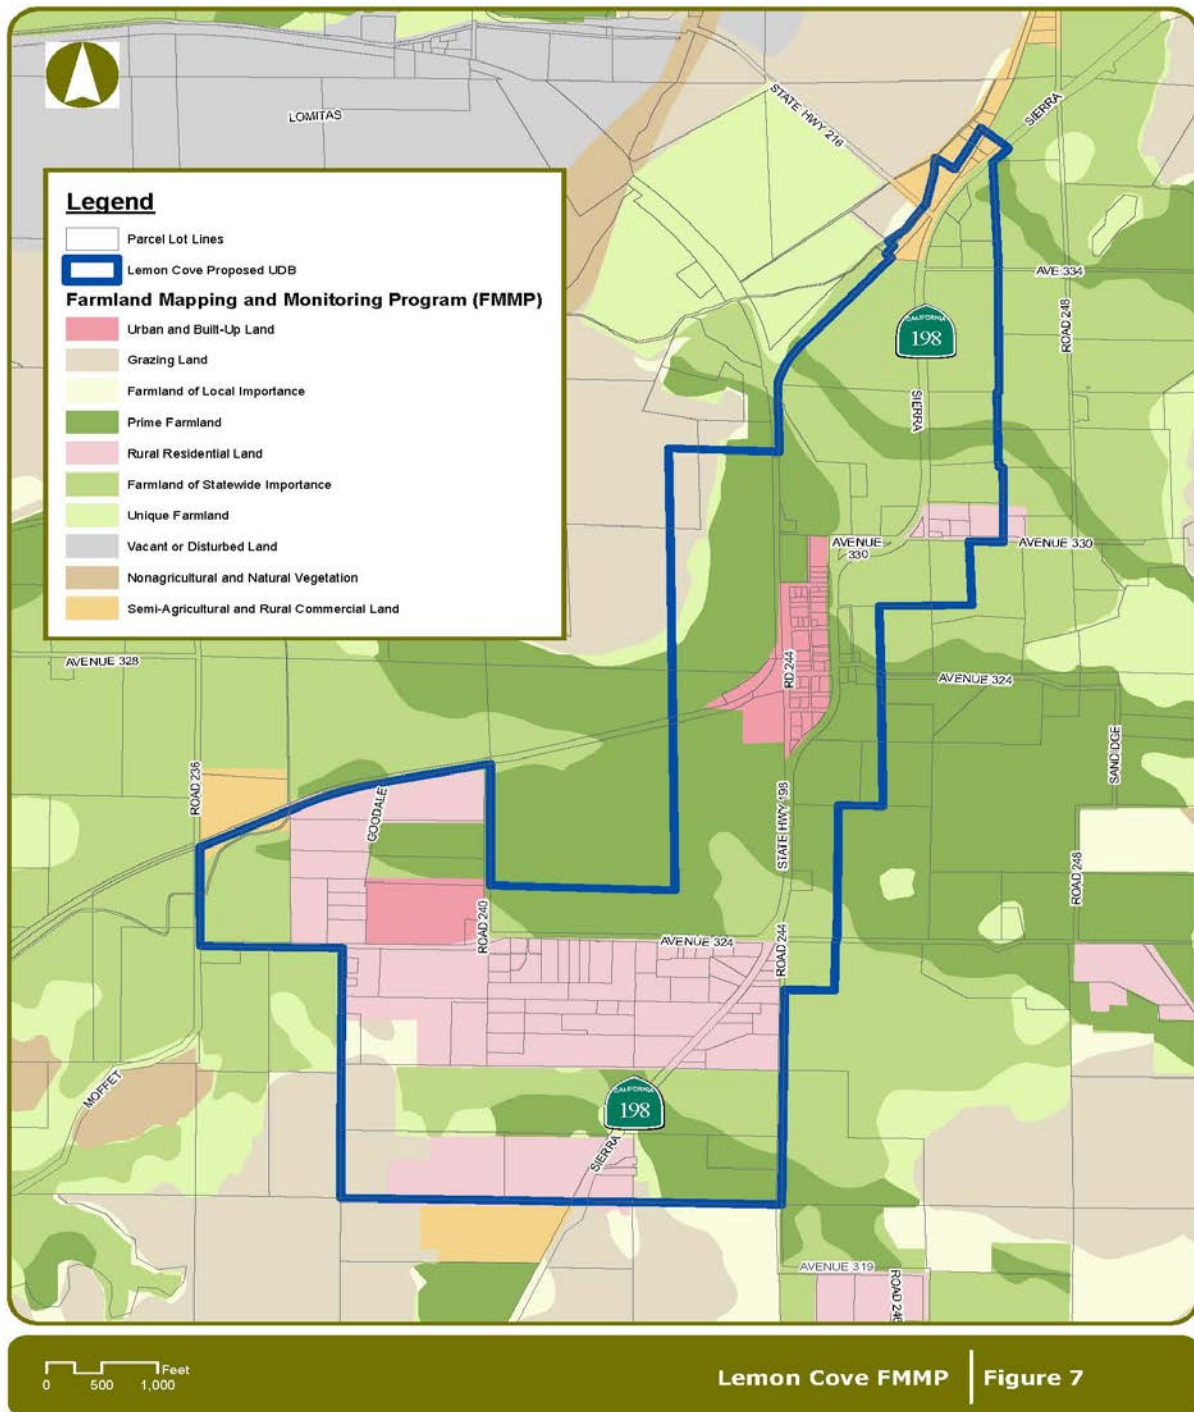 LOMITAS
STATE HWY 216
SIERRA
Legend
Parcel Lot Lines
Lemon Cove Proposed UDB
Farmland Mapping and Monitoring Program (FMMP)
Urban and Built-Up Land
Grazing Land
Farmland of Local Importance
Prime Farmland
Rural Residential Land
Farmland of Statewide Importance
Unique Farmland
Vacant or Disturbed Land
Nonagricultural and Natural Vegetation
Semi-Agricultural and Rural Commercial Land
AVE 334
ROAD 248
CALIFORNIA
198
SIERRA
AVENUE
330
AVENUE 330
AVENUE 328
RD 244
AVENUE 324
SANDIDGE
ROAD 236
GOODALE
STATE HWY 198
ROAD 248
ROAD 240
AVENUE 324
ROAD 244
MOFFET
CALIFORNIA
198
SIERRA
AVENUE 319
ROAD 246
Feet
0 500 1,000
Lemon Cove FMMP Figure 7